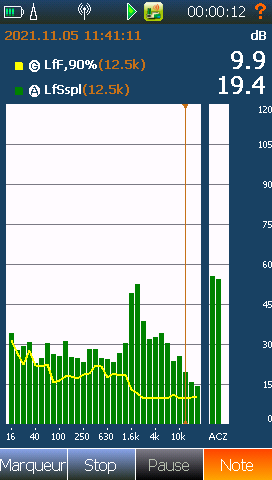 00:00:12 ?
2021.11.05 11:41:11 dB
G LfF,90%(12.5k) 9.9
A LfSspl(12.5k) 19.4
120
105
90
75
60
45
30
15
0
16 40 100 250 630 1.6k 4k 10k ACZ
Marqueur Stop Pause Note